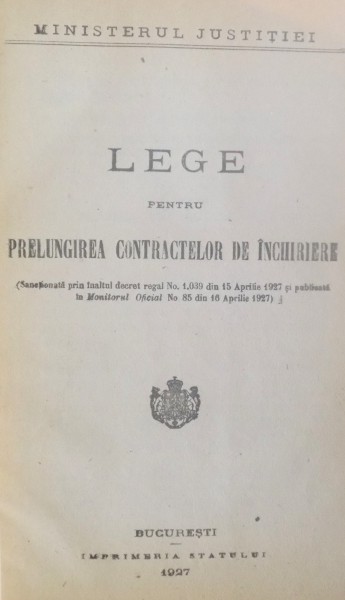 MINISTERUL JUSTIȚIEI
LEGE
PENTRU
PRELUNGIREA CONTRACTELOR DE ÎNCHIRIERE
(Sancționată prin înaltul decret regal No. 1.039 din 15 Aprilie 1927 și publicată
în Monitorul Oficial No 85 din 16 Aprilie 1927)
BUCUREȘTI
IMPRIMERIA STATULUI
1927